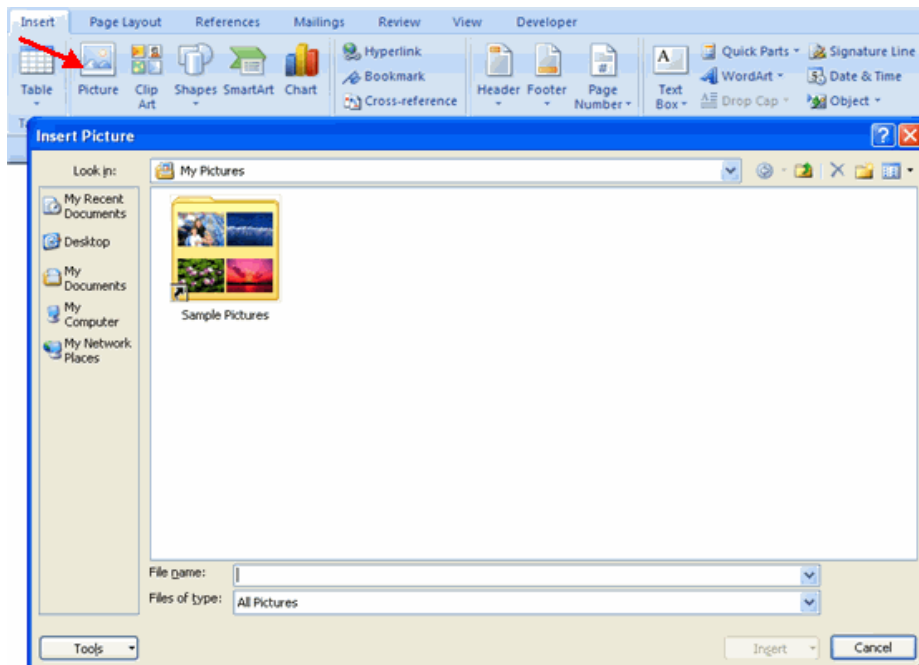 Insert Page Layout References Mailings Review View Developer
Hyperlink Quick Parts Signature Line
Bookmark WordArt Date & Time
Table Picture Clip Art Shapes SmartArt Chart Cross-reference Header Footer Page Number Text Box Drop Cap Object
Insert Picture
Look in: My Pictures
My Recent Documents
Desktop
My Documents
My Computer
My Network Places
Sample Pictures
File name:
Files of type: All Pictures
Tools Insert Cancel